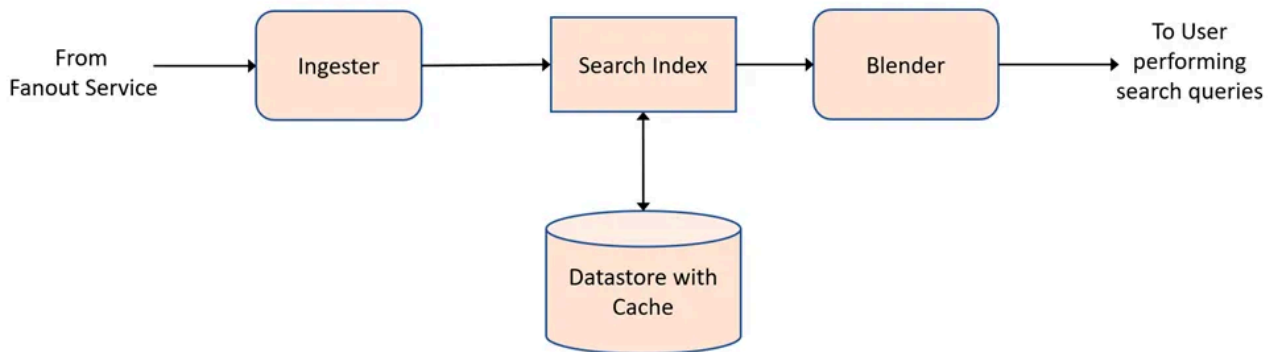 From
Fanout Service
Ingester
Search Index
Blender
To User
performing
search queries
Datastore with
Cache